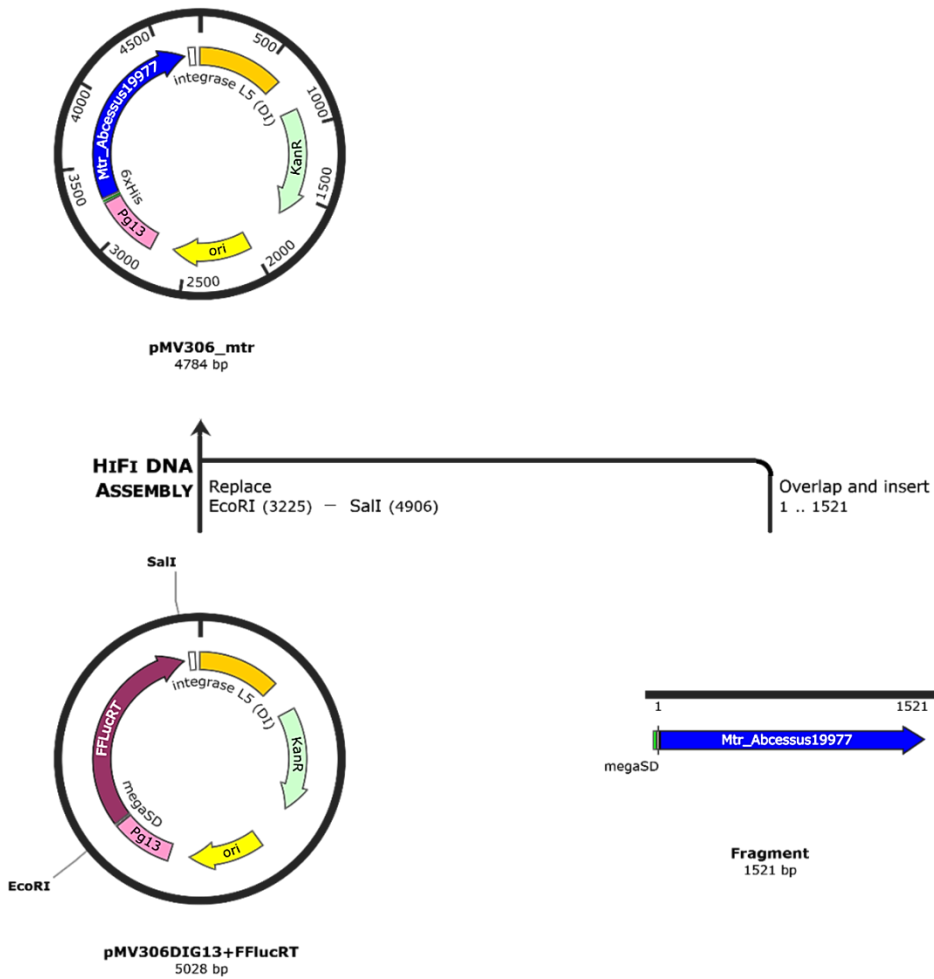 4500
500
4000
1000
3500
1500
3000
2000
2500
integrase L5 (DI)
KanR
ori
Pg13
6xHis
Mtr_Abcessus19977
pMV306_mtr
4784 bp
HIFI DNA
ASSEMBLY
Replace
EcoRI (3225) – SalI (4906)
Overlap and insert
1 .. 1521
SalI
integrase L5 (DI)
KanR
ori
Pg13
megaSD
FFLucRT
EcoRI
pMV306DIG13+FFlucRT
5028 bp
1 1521
Mtr_Abcessus19977
megaSD
Fragment
1521 bp